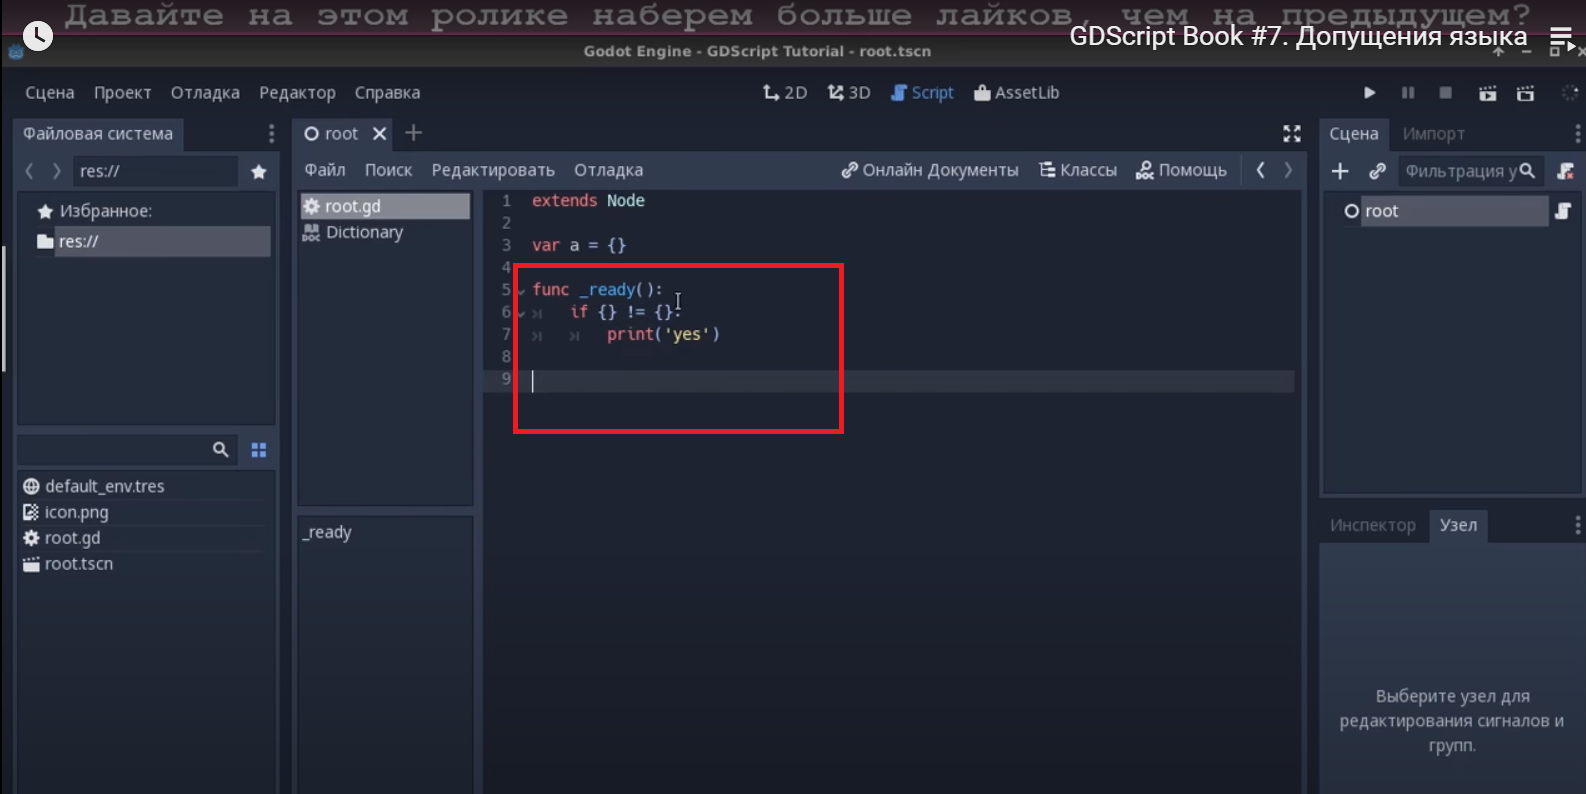 Давайте на этом ролике наберем больше лайков, чем на предыдущем?
GDScript Book #7. Допущения языка
Godot Engine - GDScript Tutorial - root.tscn
Сцена Проект Отладка Редактор Справка 2D 3D Script AssetLib
Файловая система root Сцена Импорт
res:// Файл Поиск Редактировать Отладка Онлайн Документы Классы Помощь Фильтрация у
Избранное:
res://
root.gd
Dictionary
1 extends Node
2
3 var a = {}
4
5 func _ready():
6 if {} != {}:
7 print('yes')
8
9
root
default_env.tres
icon.png
root.gd
root.tscn
_ready
Инспектор Узел
Выберите узел для
редактирования сигналов и
групп.